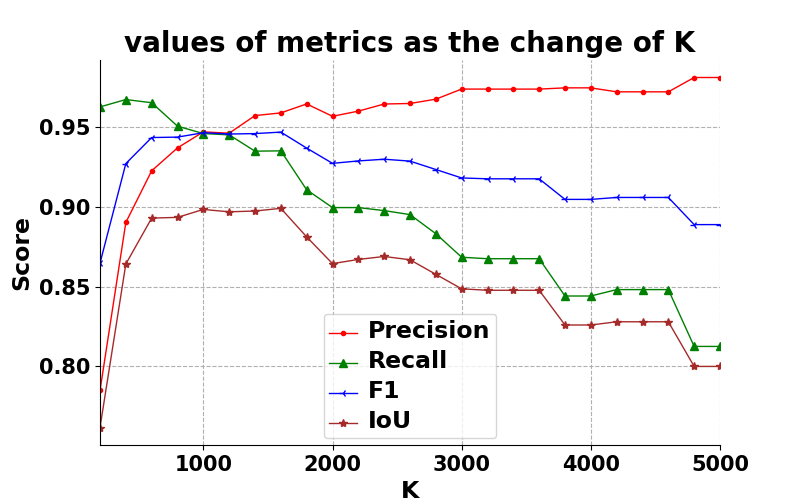 values of metrics as the change of K
Score
0.95
0.90
0.85
0.80
Precision
Recall
F1
IoU
1000 2000 3000 4000 5000
K